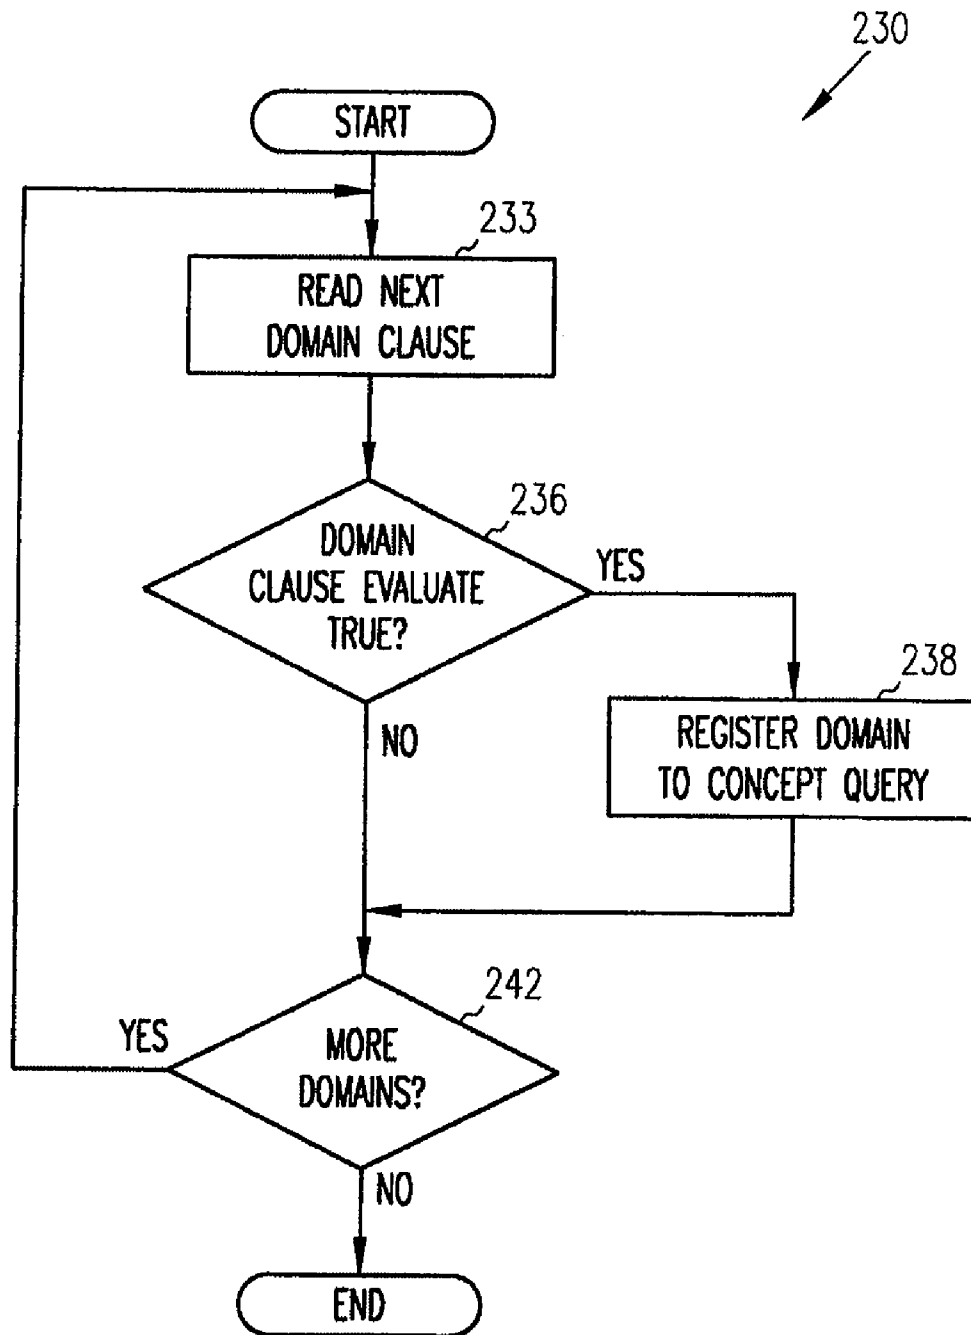 230
START
233
READ NEXT
DOMAIN CLAUSE
236
DOMAIN
CLAUSE EVALUATE
TRUE?
YES
NO
238
REGISTER DOMAIN
TO CONCEPT QUERY
242
YES
MORE
DOMAINS?
NO
END